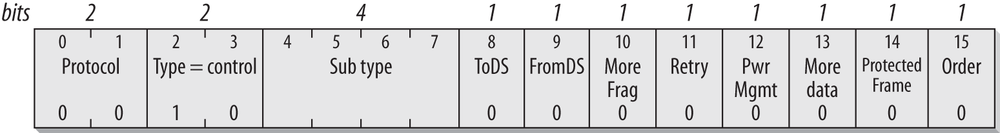 bits 2 2 4 1 1 1 1 1 1 1 1
0 1 2 3 4 5 6 7 8 9 10 11 12 13 14 15
Protocol Type = control Sub type ToDS FromDS More Retry Pwr More Protected Order
Frag Mgmt data Frame
0 0 1 0 0 0 0 0 0 0 0 0